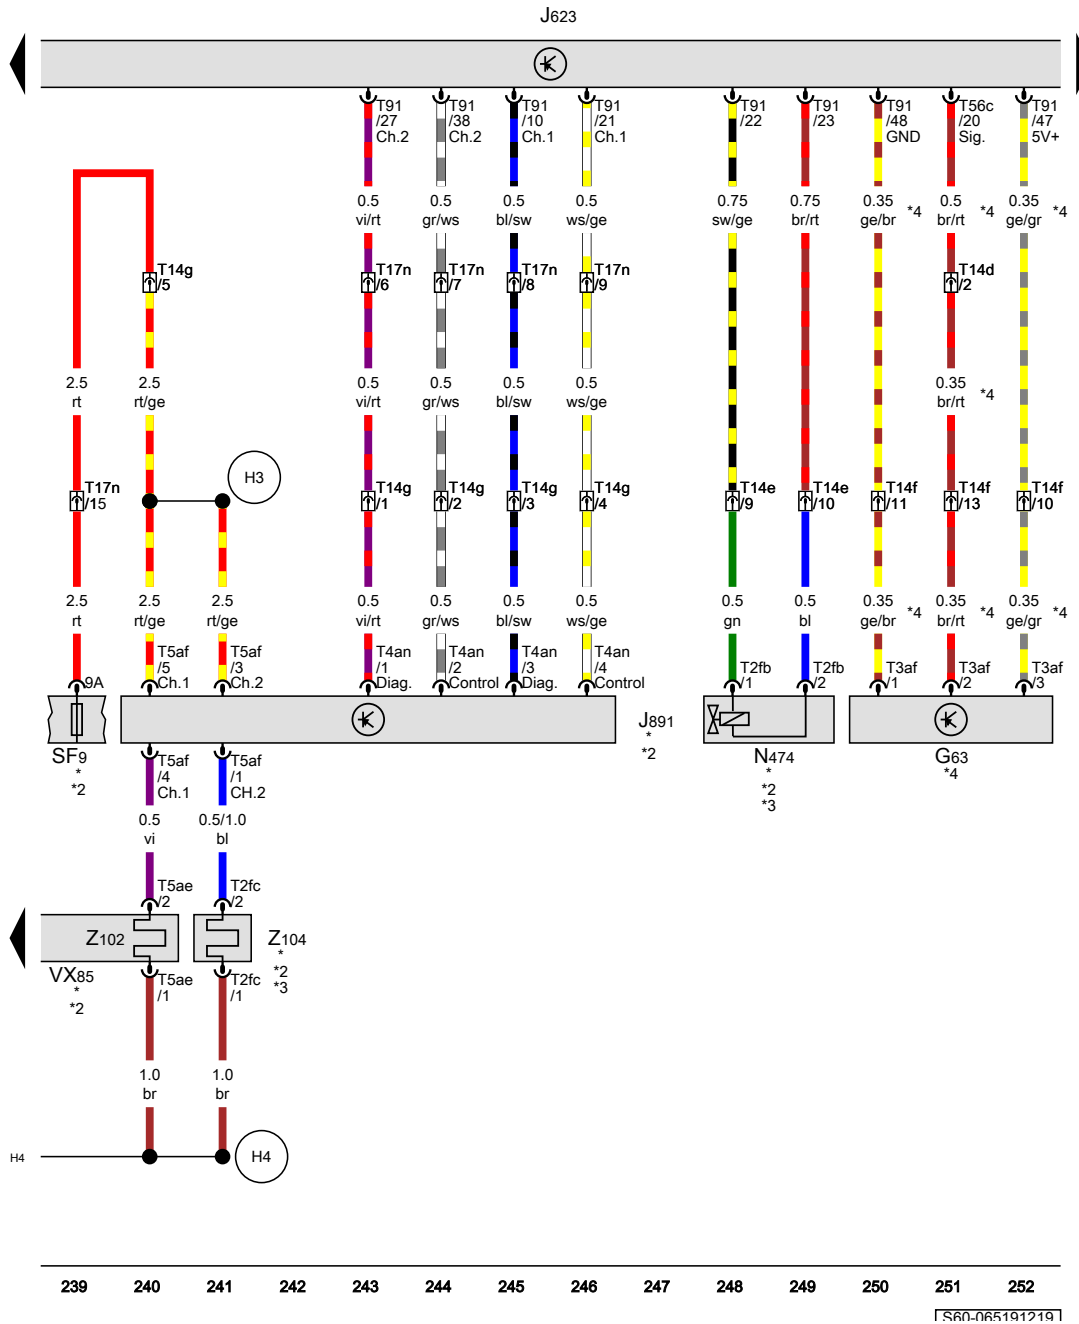 J623
T91 T91 T91 T91 T91 T91 T91 T56c T91
/27 /38 /10 /21 /22 /23 /48 /20 /47
Ch.2 Ch.2 Ch.1 Ch.1 GND Sig. 5V+
0.5 0.5 0.5 0.5 0.75 0.75 0.35 0.5 0.35
vi/rt gr/ws bl/sw ws/ge sw/ge br/rt ge/br *4 br/rt *4 ge/gr *4
T14g T17n T17n T17n T17n T14d
/5 /6 /7 /8 /9 /2
2.5 2.5 0.5 0.5 0.5 0.5 0.35
rt rt/ge vi/rt gr/ws bl/sw ws/ge br/rt *4
H3
T17n T14g T14g T14g T14g T14e T14e T14f T14f T14f
/15 /1 /2 /3 /4 /9 /10 /11 /13 /10
2.5 2.5 2.5 0.5 0.5 0.5 0.5 0.5 0.5 0.35 0.35 0.35
rt rt/ge rt/ge vi/rt gr/ws bl/sw ws/ge gn bl ge/br *4 br/rt *4 ge/gr *4
T5af T5af T4an T4an T4an T4an T2fb T2fb T3af T3af T3af
/5 /3 /1 /2 /3 /4 /1 /2 /1 /2 /3
9A Ch.1 Ch.2 Diag. Control Diag. Control
SF9
*
*2
J891
*
*2
N474
*
*2
*3
G63
*4
T5af T5af
/4 /1
Ch.1 CH.2
0.5 0.5/1.0
vi bl
T5ae T2fc
/2 /2
Z102
Z104
*
*2
*3
VX85
*
*2
T5ae T2fc
/1 /1
1.0 1.0
br br
H4 H4
239 240 241 242 243 244 245 246 247 248 249 250 251 252
S60-065191219